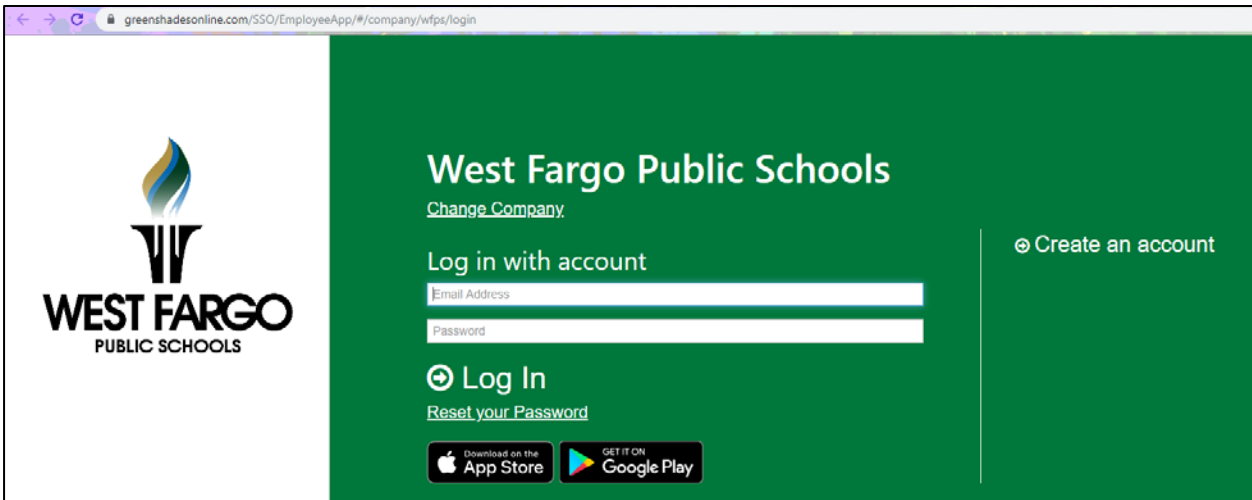 greenshadesonline.com/SSO/EmployeeApp/#/company/wfps/login
WEST FARGO
PUBLIC SCHOOLS
West Fargo Public Schools
Change Company
Log in with account
Email Address
Password
Log In
Reset your Password
Download on the
App Store
GET IT ON
Google Play
Create an account